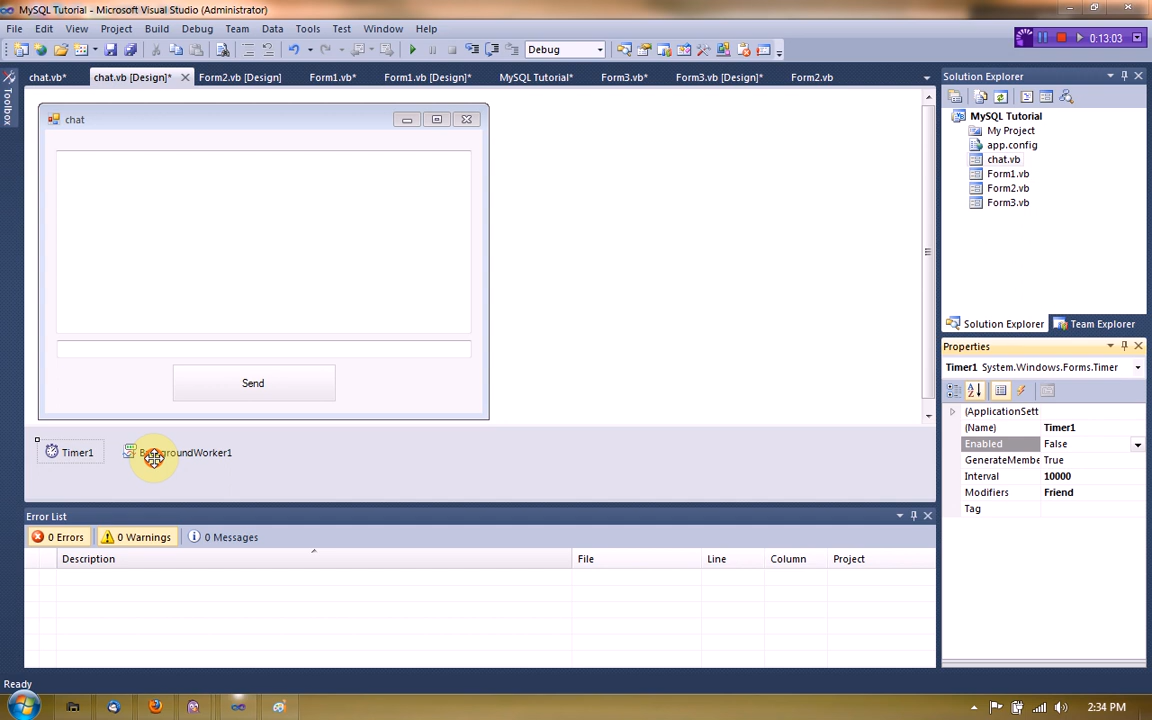 MySQL Tutorial - Microsoft Visual Studio (Administrator)
File Edit View Project Build Debug Team Data Tools Test Window Help
Debug
0:13:03
chat.vb* chat.vb [Design]* Form2.vb [Design] Form1.vb* Form1.vb [Design]* MySQL Tutorial* Form3.vb* Form3.vb [Design]* Form2.vb
Toolbox
chat
Send
Timer1 BackgroundWorker1
Solution Explorer
MySQL Tutorial
My Project
app.config
chat.vb
Form1.vb
Form2.vb
Form3.vb
Solution Explorer Team Explorer
Properties
Timer1 System.Windows.Forms.Timer
(ApplicationSett
(Name) Timer1
Enabled False
GenerateMembe True
Interval 10000
Modifiers Friend
Tag
Error List
0 Errors 0 Warnings 0 Messages
Description File Line Column Project
Ready
2:34 PM